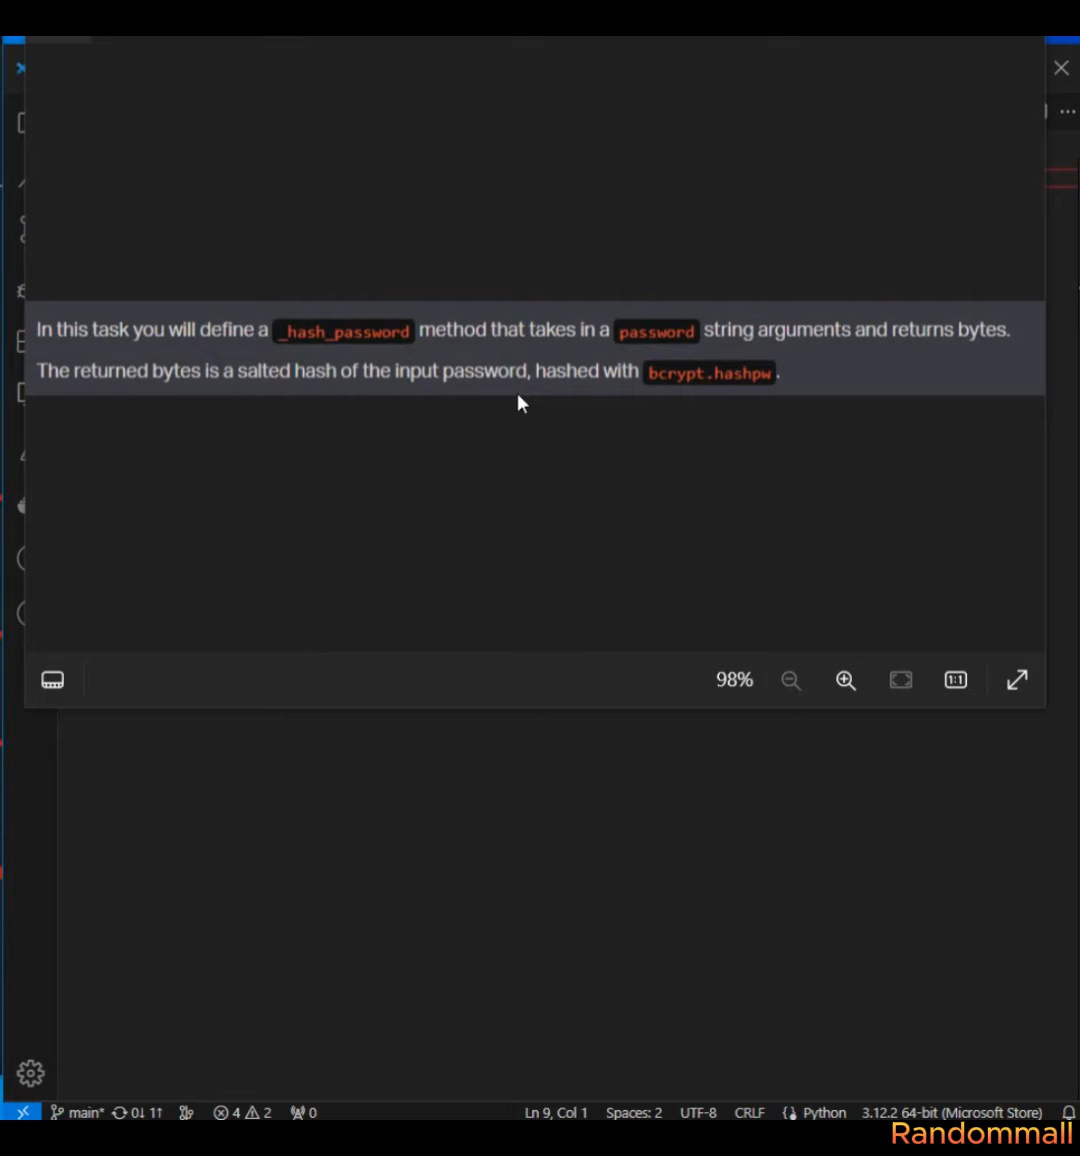 In this task you will define a _hash_password method that takes in a password string arguments and returns bytes.
The returned bytes is a salted hash of the input password, hashed with bcrypt.hashpw.
98%
1:1
main* 0↓ 1↑ 4 2 0 Ln 9, Col 1 Spaces: 2 UTF-8 CRLF Python 3.12.2 64-bit (Microsoft Store)
Randommall